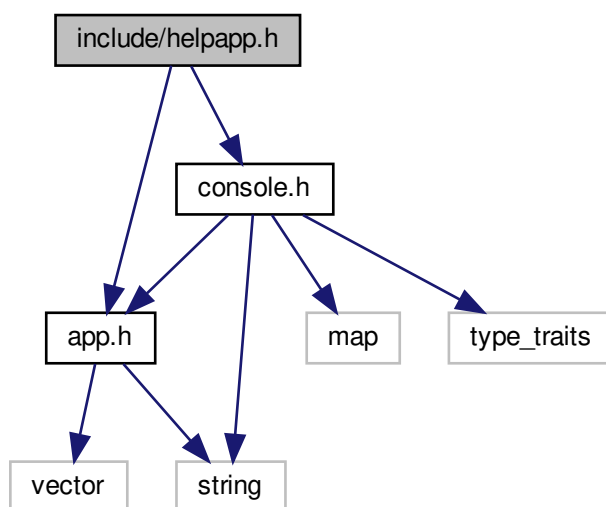 include/helpapp.h
console.h
app.h
map
type_traits
vector
string